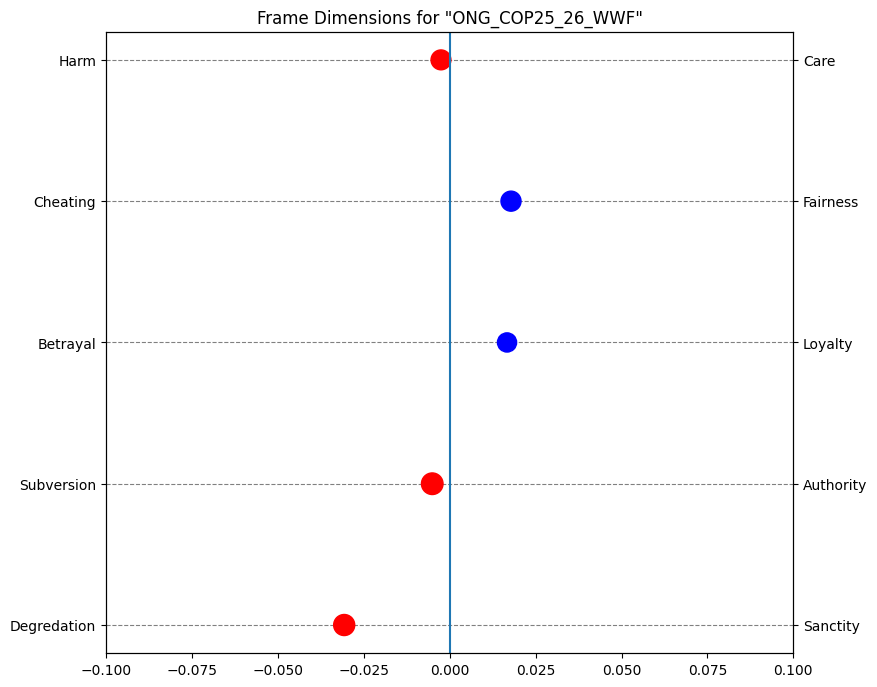 Frame Dimensions for "ONG_COP25_26_WWF"
Harm
Care
Cheating
Fairness
Betrayal
Loyalty
Subversion
Authority
Degredation
Sanctity
−0.100 −0.075 −0.050 −0.025 0.000 0.025 0.050 0.075 0.100